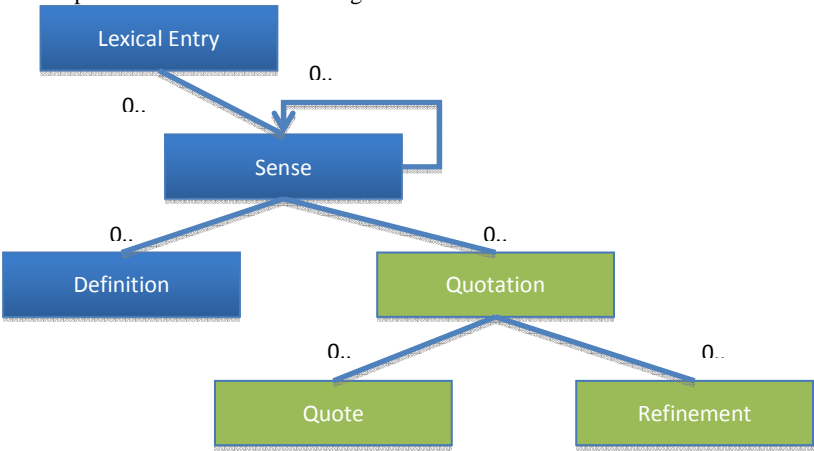 Lexical Entry
0..
0..
Sense
0..
0..
Definition
Quotation
0..
0..
Quote
Refinement